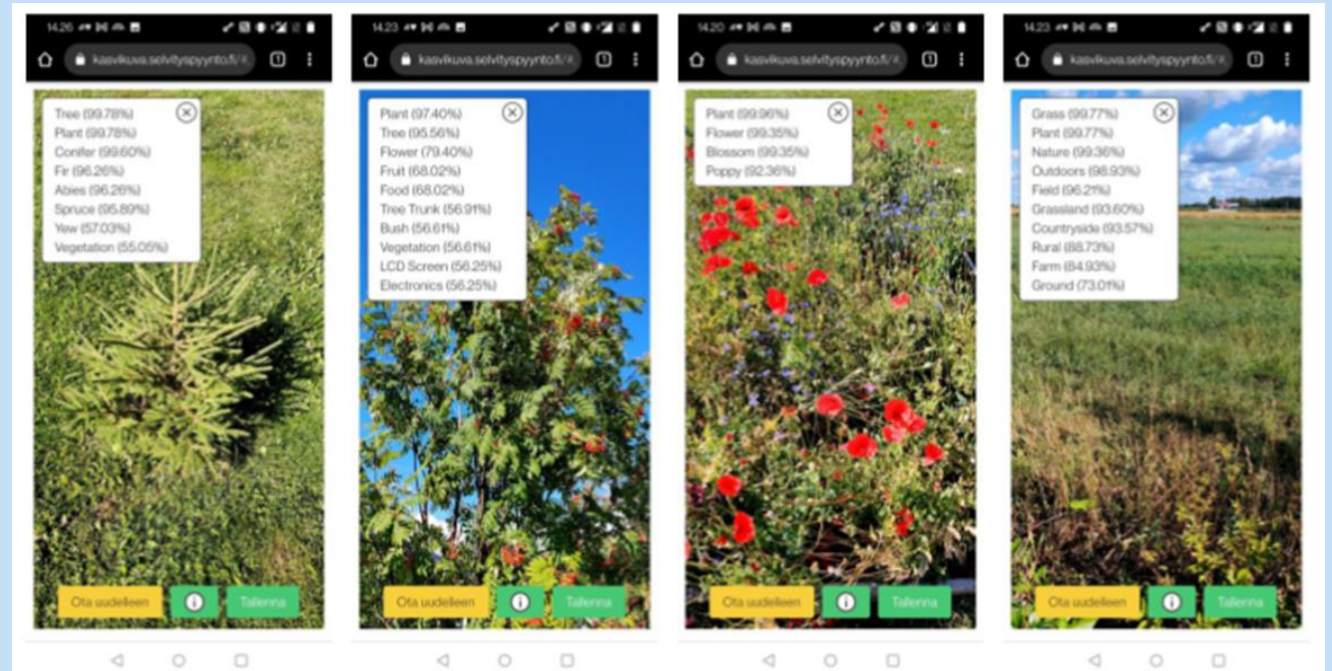 14.26
kasvikuva.selvityspyynto.fi/#
1
Tree (99.78%)
Plant (99.78%)
Conifer (99.60%)
Fir (96.26%)
Abies (96.26%)
Spruce (95.89%)
Yew (57.03%)
Vegetation (55.05%)
Ota uudelleen
Tallenna
14.23
kasvikuva.selvityspyynto.fi/#
1
Plant (97.40%)
Tree (95.56%)
Flower (79.40%)
Fruit (68.02%)
Food (68.02%)
Tree Trunk (56.91%)
Bush (56.61%)
Vegetation (56.61%)
LCD Screen (56.25%)
Electronics (56.25%)
Ota uudelleen
Tallenna
14.20
kasvikuva.selvityspyynto.fi/#
1
Plant (99.96%)
Flower (99.35%)
Blossom (99.35%)
Poppy (92.36%)
Ota uudelleen
Tallenna
14.23
kasvikuva.selvityspyynto.fi/#
1
Grass (99.77%)
Plant (99.77%)
Nature (99.36%)
Outdoors (98.93%)
Field (96.21%)
Grassland (93.60%)
Countryside (93.57%)
Rural (88.73%)
Farm (84.93%)
Ground (73.01%)
Ota uudelleen
Tallenna